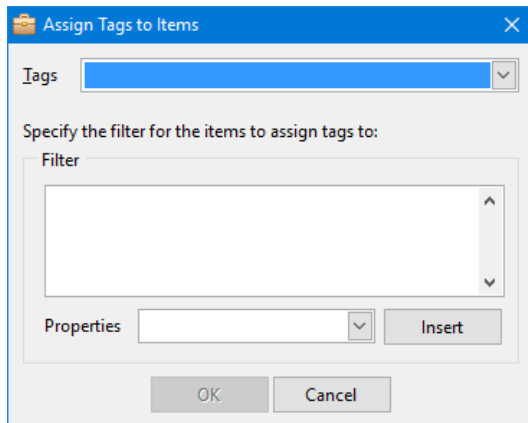 Assign Tags to Items
Tags
Specify the filter for the items to assign tags to:
Filter
Properties
Insert
OK
Cancel